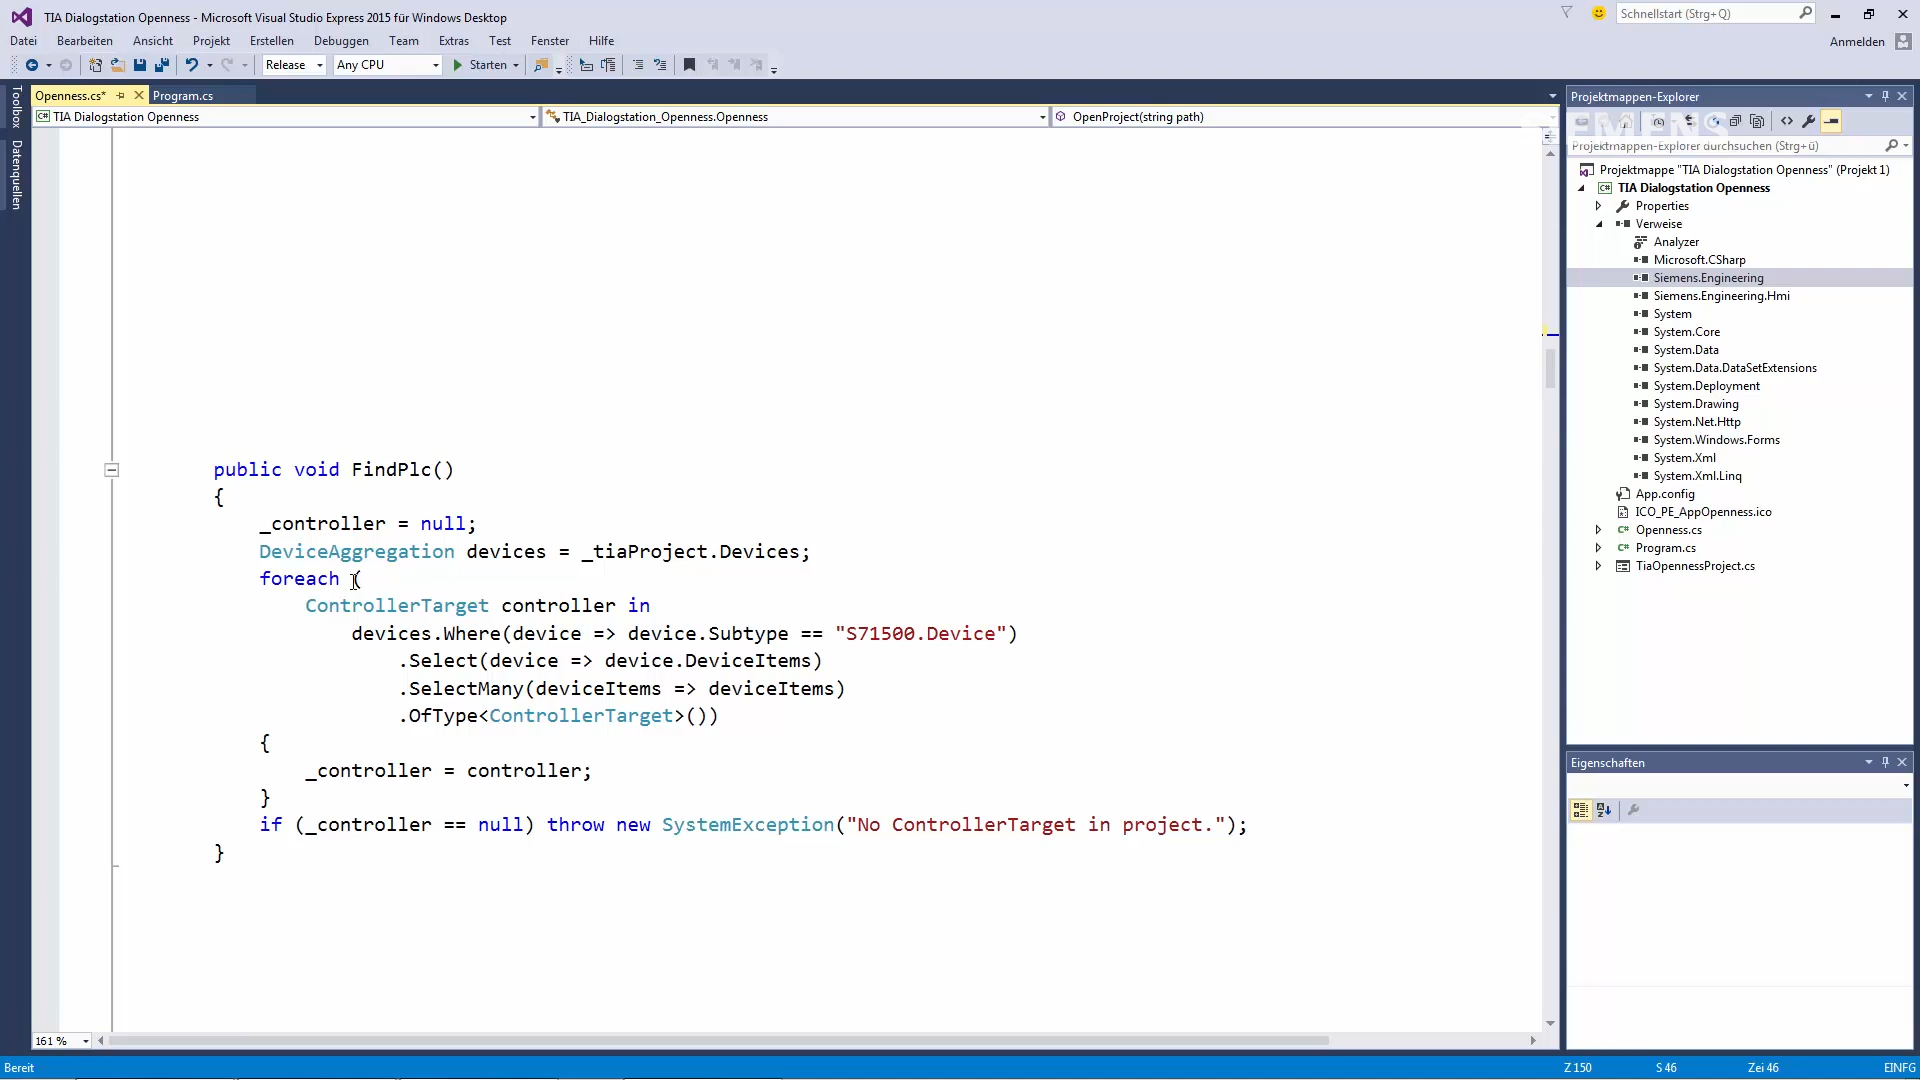 TIA Dialogstation Openness - Microsoft Visual Studio Express 2015 für Windows Desktop
Schnellstart (Strg+Q)
Datei Bearbeiten Ansicht Projekt Erstellen Debuggen Team Extras Test Fenster Hilfe
Anmelden
Release Any CPU Starten
Toolbox
Datenquellen
Openness.cs* Program.cs
TIA Dialogstation Openness TIA_Dialogstation_Openness.Openness OpenProject(string path)
public void FindPlc()
{
_controller = null;
DeviceAggregation devices = _tiaProject.Devices;
foreach (
ControllerTarget controller in
devices.Where(device => device.Subtype == "S71500.Device")
.Select(device => device.DeviceItems)
.SelectMany(deviceItems => deviceItems)
.OfType<ControllerTarget>())
{
_controller = controller;
}
if (_controller == null) throw new SystemException("No ControllerTarget in project.");
}
161 %
Projektmappen-Explorer
Projektmappen-Explorer durchsuchen (Strg+ü)
Projektmappe "TIA Dialogstation Openness" (Projekt 1)
TIA Dialogstation Openness
Properties
Verweise
Analyzer
Microsoft.CSharp
Siemens.Engineering
Siemens.Engineering.Hmi
System
System.Core
System.Data
System.Data.DataSetExtensions
System.Deployment
System.Drawing
System.Net.Http
System.Windows.Forms
System.Xml
System.Xml.Linq
App.config
ICO_PE_AppOpenness.ico
Openness.cs
Program.cs
TiaOpennessProject.cs
Eigenschaften
Bereit Z 150 S 46 Zei 46 EINFG